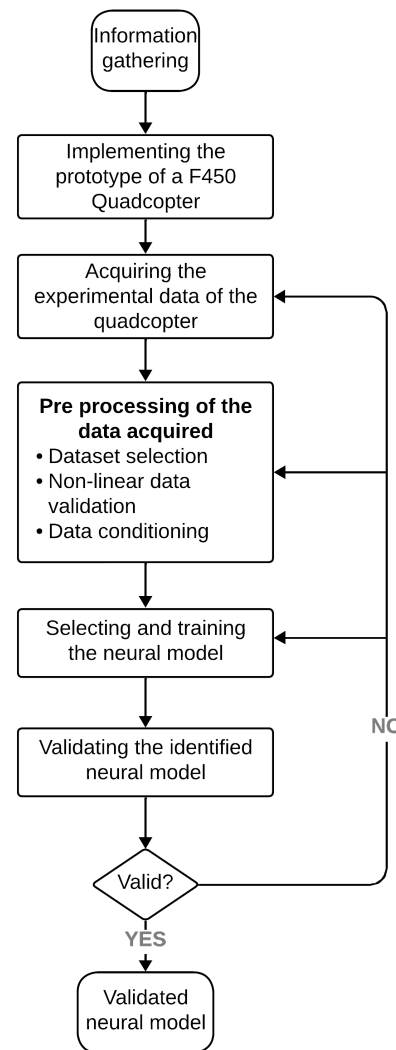 Information
gathering
Implementing the
prototype of a F450
Quadcopter
Acquiring the
experimental data of the
quadcopter
Pre processing of the
data acquired
• Dataset selection
• Non-linear data
validation
• Data conditioning
Selecting and training
the neural model
Validating the identified
neural model
NO
Valid?
YES
Validated
neural model